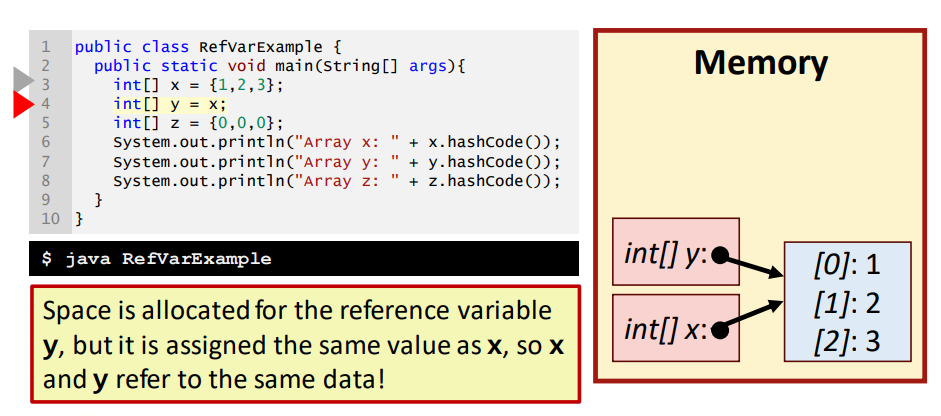 1 public class RefVarExample {
2 public static void main(String[] args){
3 int[] x = {1,2,3};
4 int[] y = x;
5 int[] z = {0,0,0};
6 System.out.println("Array x: " + x.hashCode());
7 System.out.println("Array y: " + y.hashCode());
8 System.out.println("Array z: " + z.hashCode());
9 }
10 }
$ java RefVarExample
Space is allocated for the reference variable
y, but it is assigned the same value as x, so x
and y refer to the same data!
Memory
int[] y:
int[] x:
[0]: 1
[1]: 2
[2]: 3